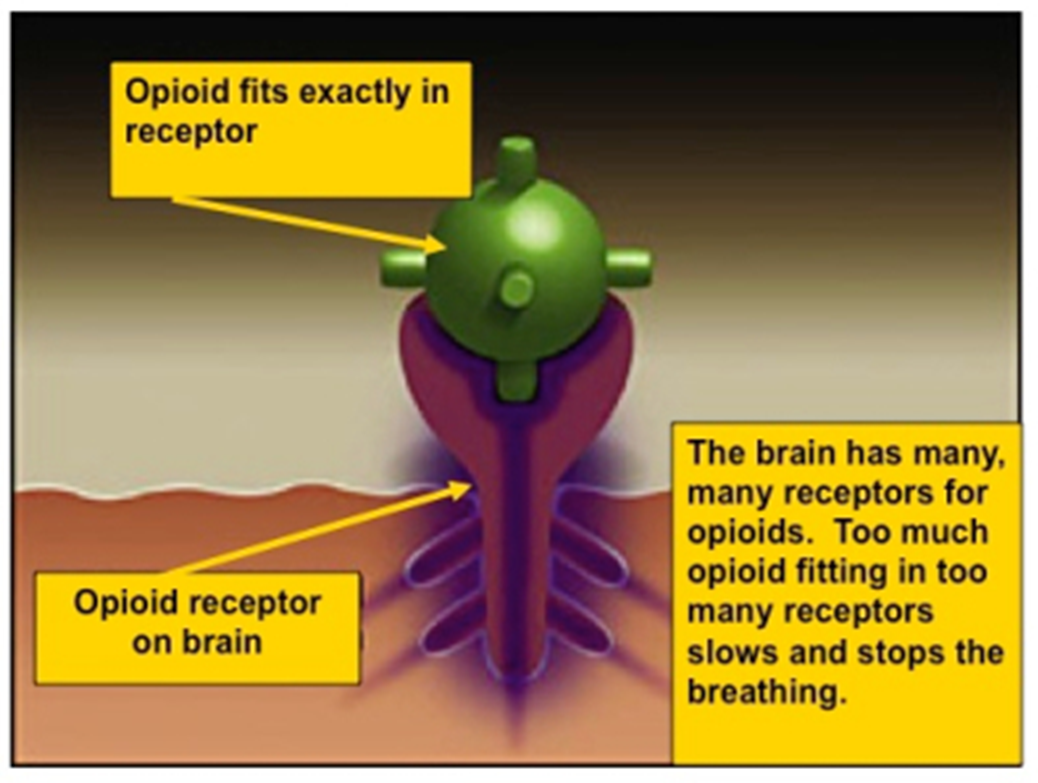 Opioid fits exactly in
receptor
Opioid receptor
on brain
The brain has many,
many receptors for
opioids.  Too much
opioid fitting in too
many receptors
slows and stops the
breathing.